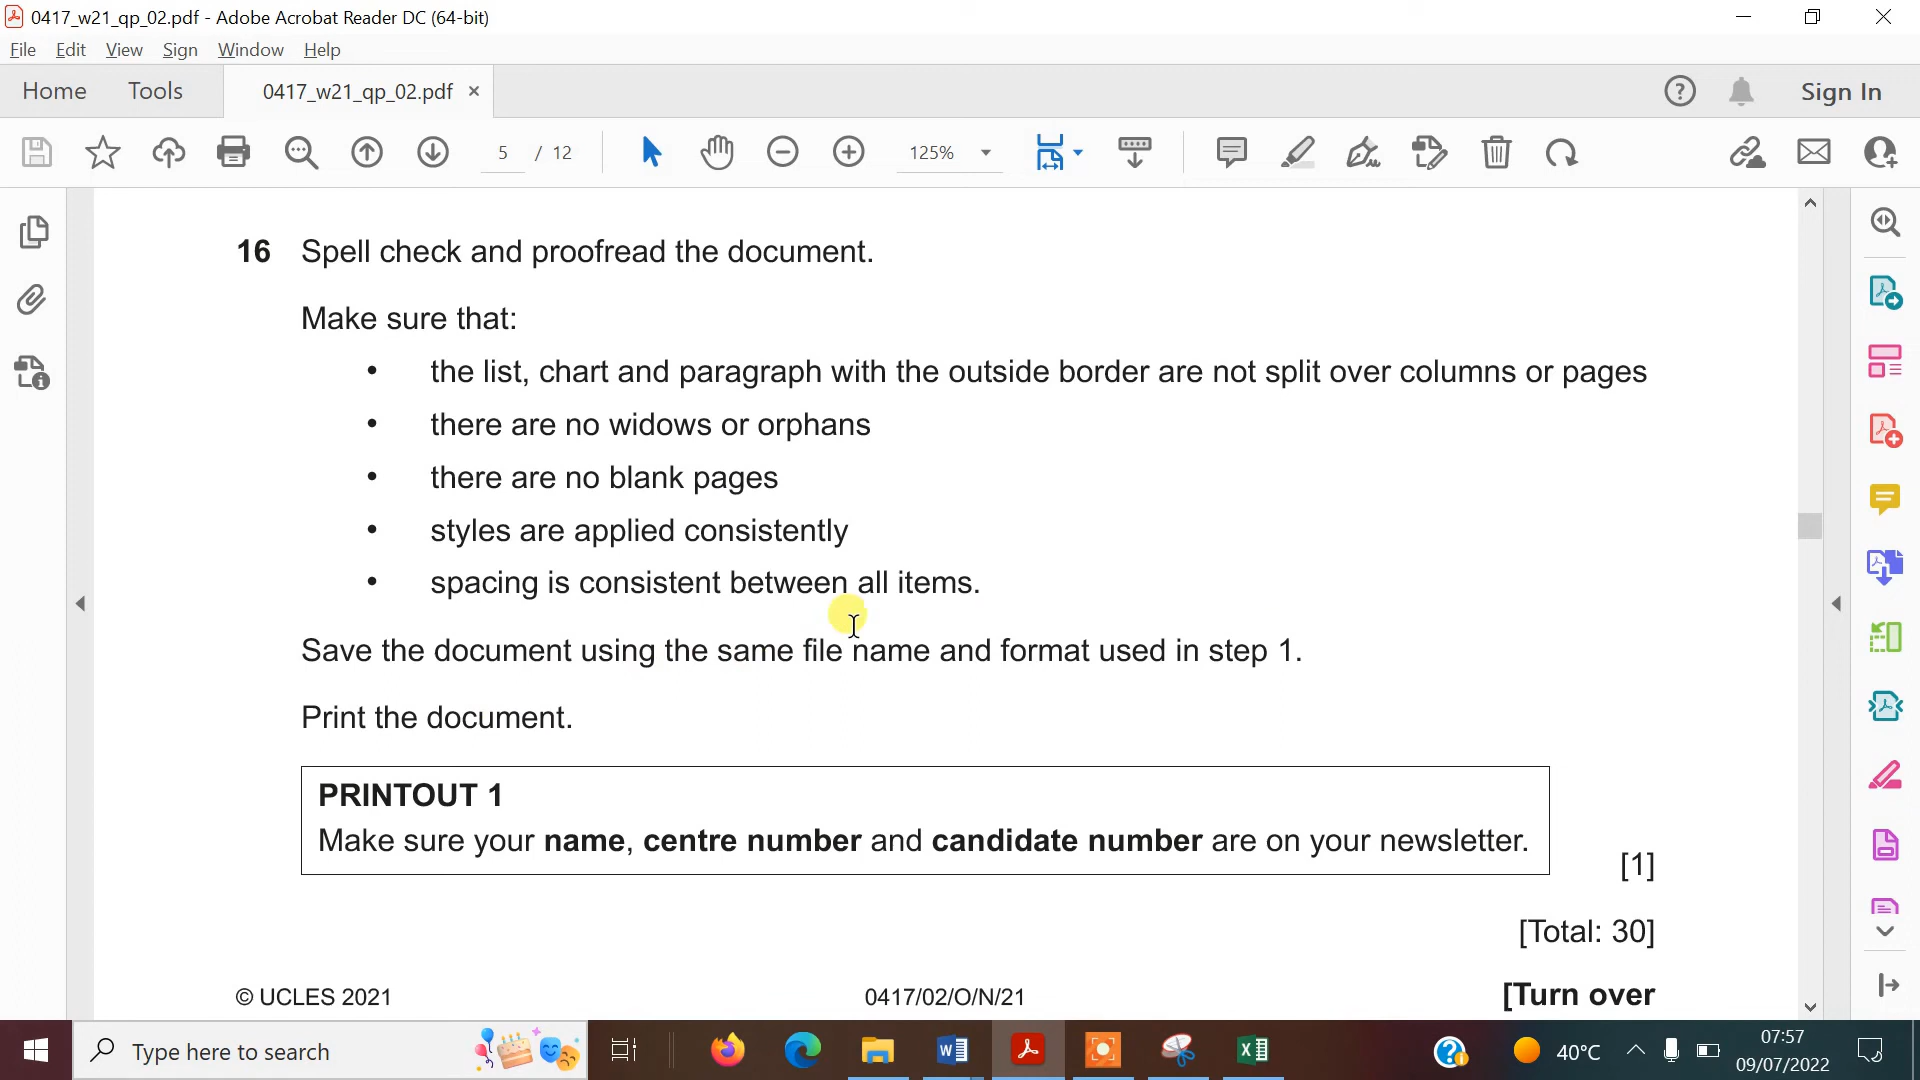 0417_w21_qp_02.pdf - Adobe Acrobat Reader DC (64-bit)
File Edit View Sign Window Help
Home Tools 0417_w21_qp_02.pdf × Sign In
5 / 12 125%
16 Spell check and proofread the document.
Make sure that:
• the list, chart and paragraph with the outside border are not split over columns or pages
• there are no widows or orphans
• there are no blank pages
• styles are applied consistently
• spacing is consistent between all items.
Save the document using the same file name and format used in step 1.
Print the document.
PRINTOUT 1
Make sure your name, centre number and candidate number are on your newsletter.
[1]
[Total: 30]
© UCLES 2021 0417/02/O/N/21 [Turn over
Type here to search 40°C 07:57
09/07/2022